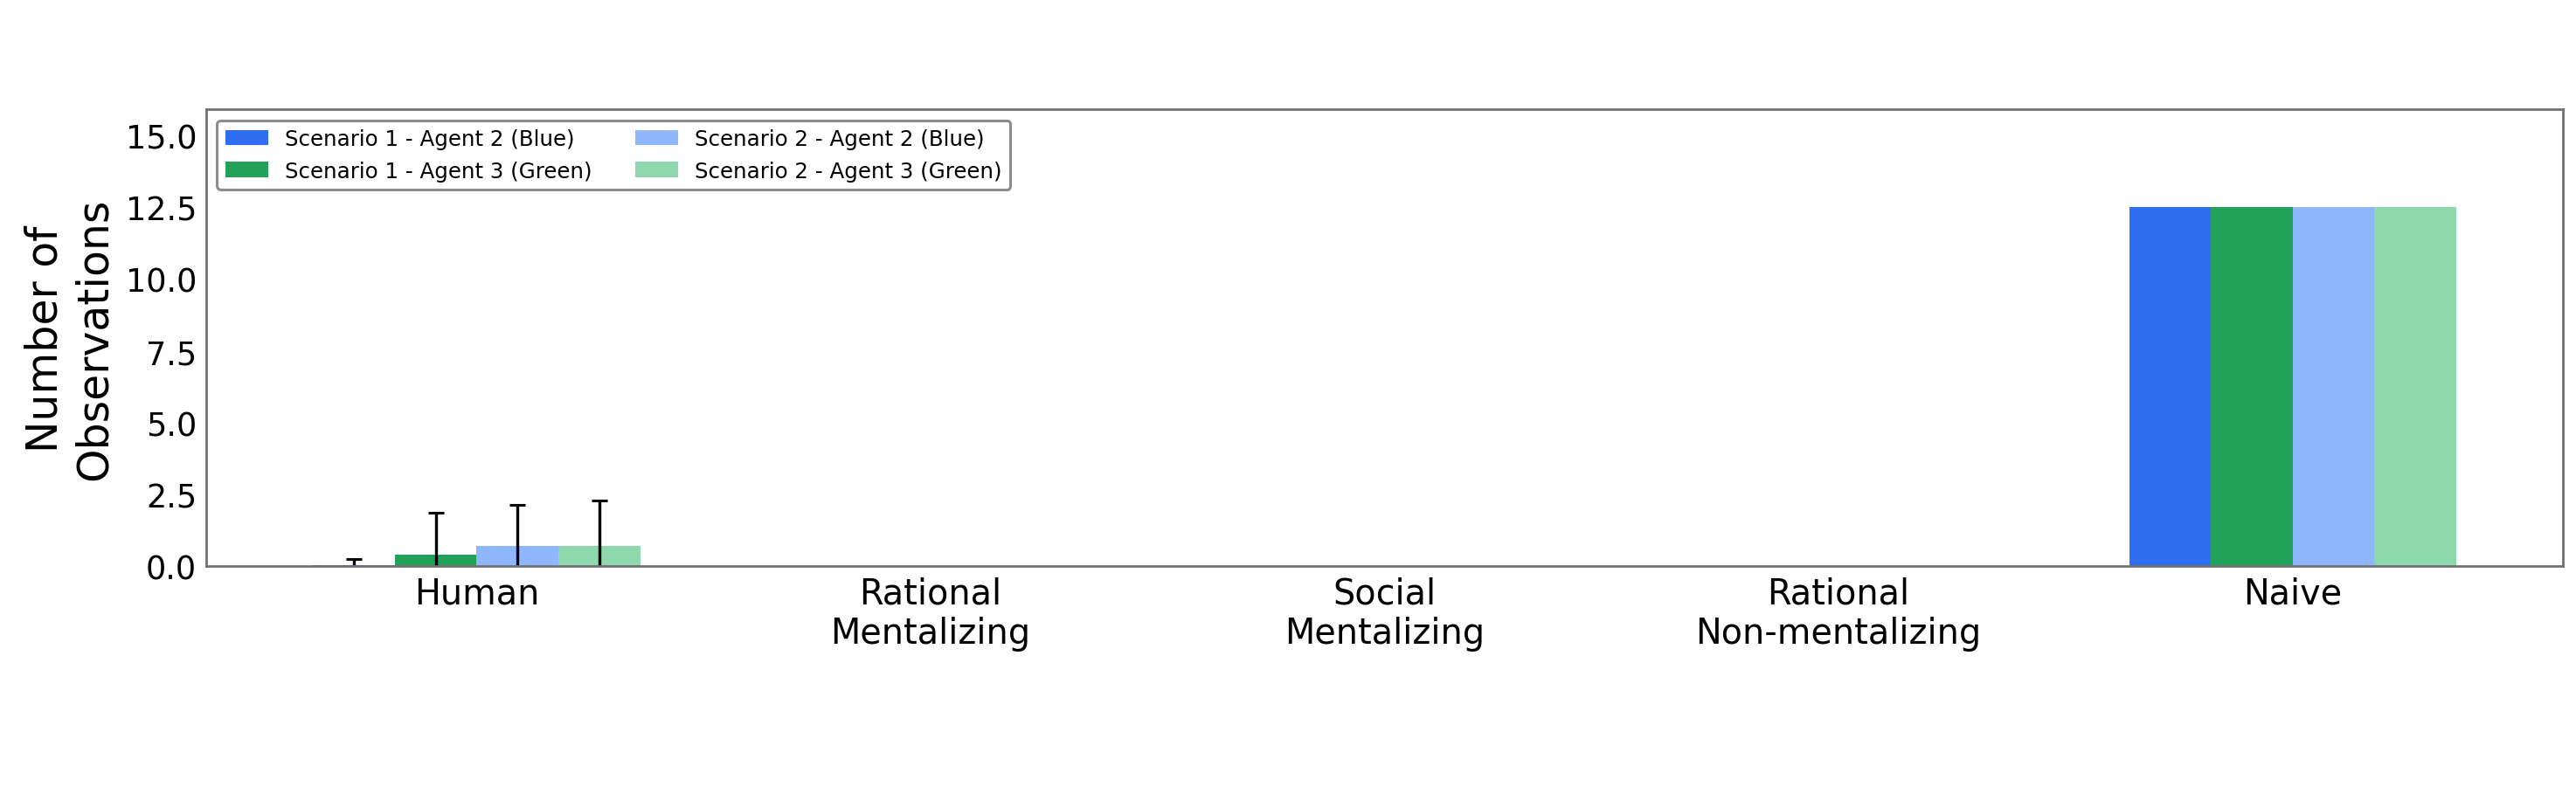 Number of
Observations
15.0
12.5
10.0
7.5
5.0
2.5
0.0
Scenario 1 - Agent 2 (Blue)
Scenario 1 - Agent 3 (Green)
Scenario 2 - Agent 2 (Blue)
Scenario 2 - Agent 3 (Green)
Human
Rational
Mentalizing
Social
Mentalizing
Rational
Non-mentalizing
Naive